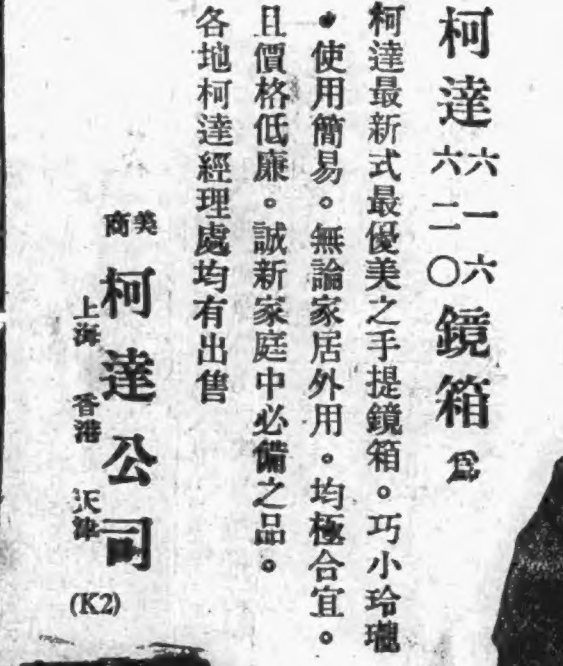 柯達六一六六二〇鏡箱爲
柯達最新式最優美之手提鏡箱。巧小玲瓏
。使用簡易。無論家居外用。均極合宜。
且價格低廉。誠新家庭中必備之品。
各地柯達經理處均有出售
美商
柯達公司
上海 香港 天津
(K2)